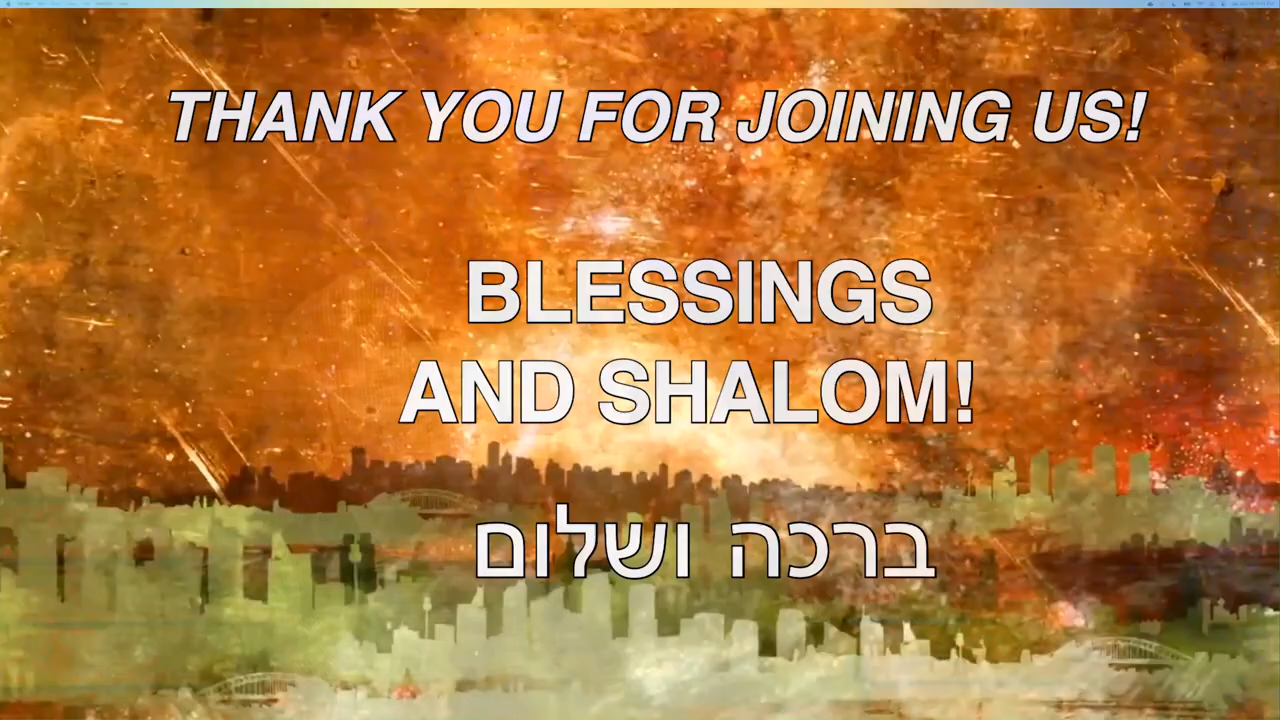 THANK YOU FOR JOINING US!
BLESSINGS
AND SHALOM!
ברכה ושלום